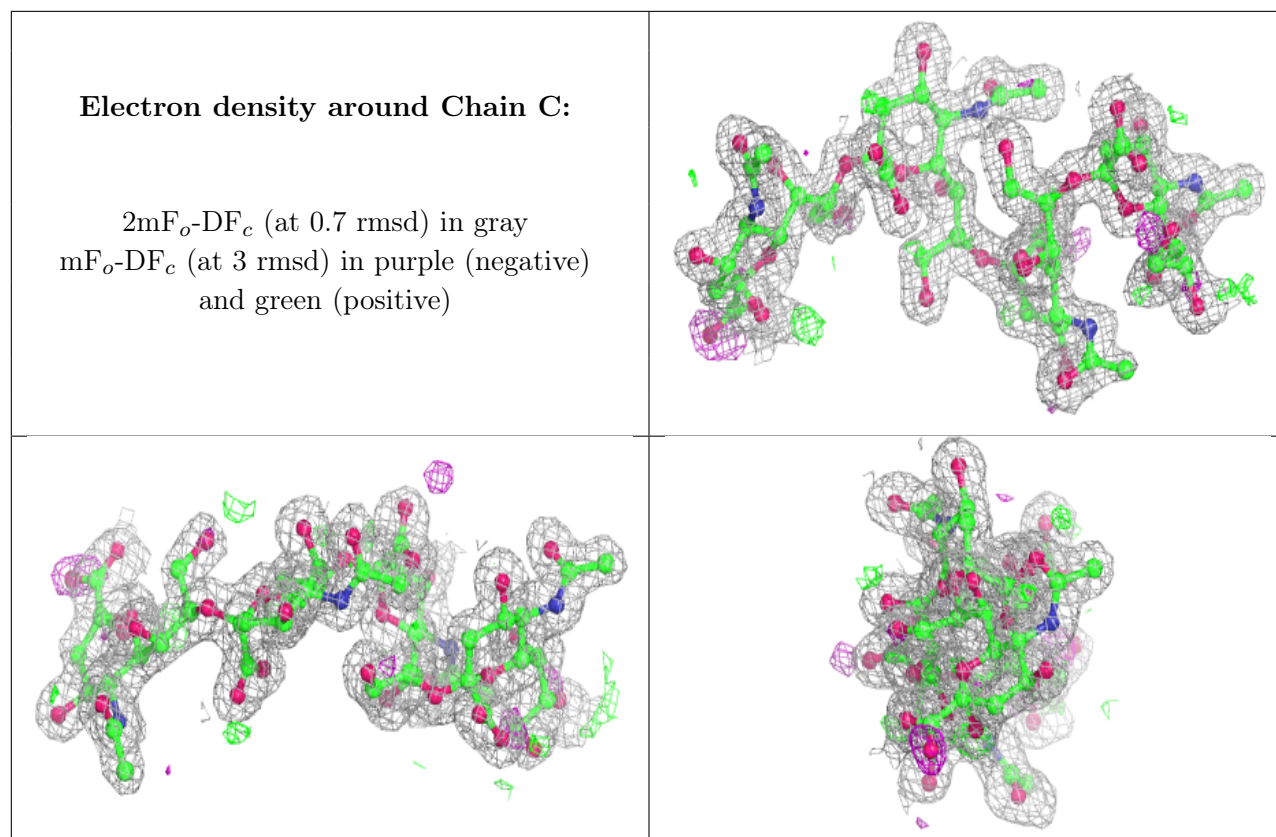 Electron density around Chain C:
2mFo-DFc (at 0.7 rmsd) in gray
mFo-DFc (at 3 rmsd) in purple (negative)
and green (positive)